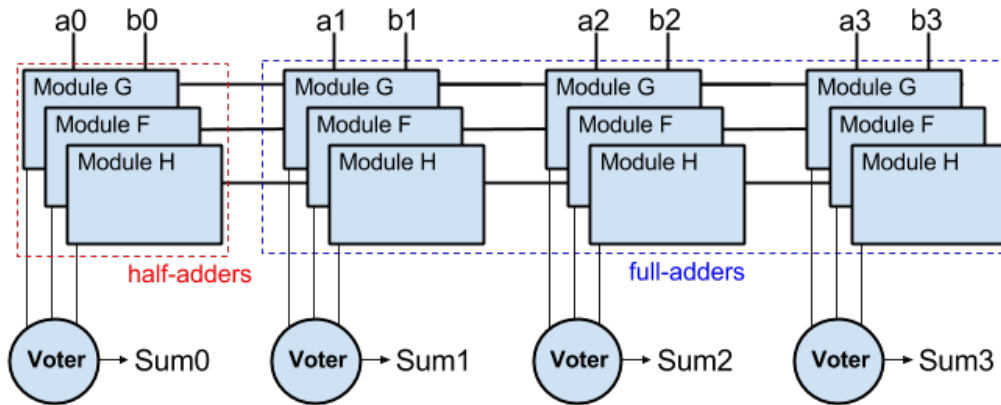 a0 b0 a1 b1 a2 b2 a3 b3
Module G Module G Module G Module G
Module F Module F Module F Module F
Module H Module H Module H Module H
half-adders full-adders
Voter Sum0 Voter Sum1 Voter Sum2 Voter Sum3